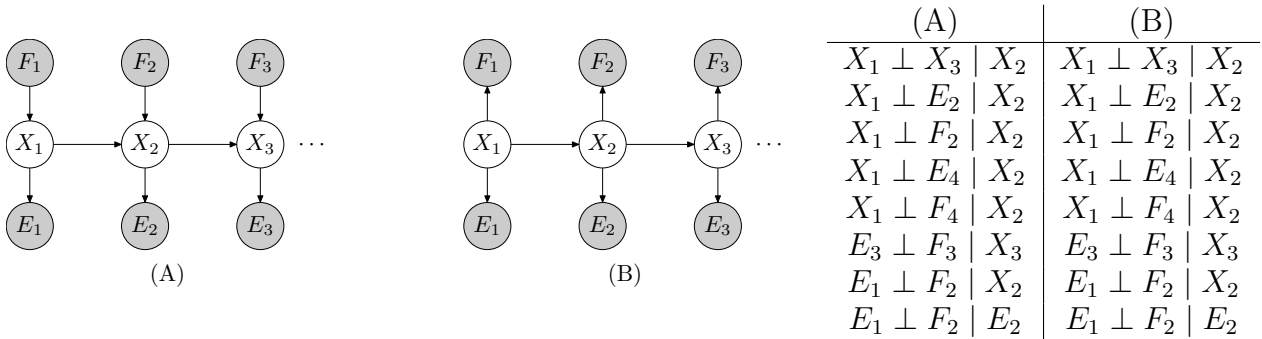 F₁ F₂ F₃
X₁ X₂ X₃ ···
E₁ E₂ E₃
(A)
F₁ F₂ F₃
X₁ X₂ X₃ ···
E₁ E₂ E₃
(B)
(A) (B)
X₁ ⊥ X₃ | X₂ X₁ ⊥ X₃ | X₂
X₁ ⊥ E₂ | X₂ X₁ ⊥ E₂ | X₂
X₁ ⊥ F₂ | X₂ X₁ ⊥ F₂ | X₂
X₁ ⊥ E₄ | X₂ X₁ ⊥ E₄ | X₂
X₁ ⊥ F₄ | X₂ X₁ ⊥ F₄ | X₂
E₃ ⊥ F₃ | X₃ E₃ ⊥ F₃ | X₃
E₁ ⊥ F₂ | X₂ E₁ ⊥ F₂ | X₂
E₁ ⊥ F₂ | E₂ E₁ ⊥ F₂ | E₂